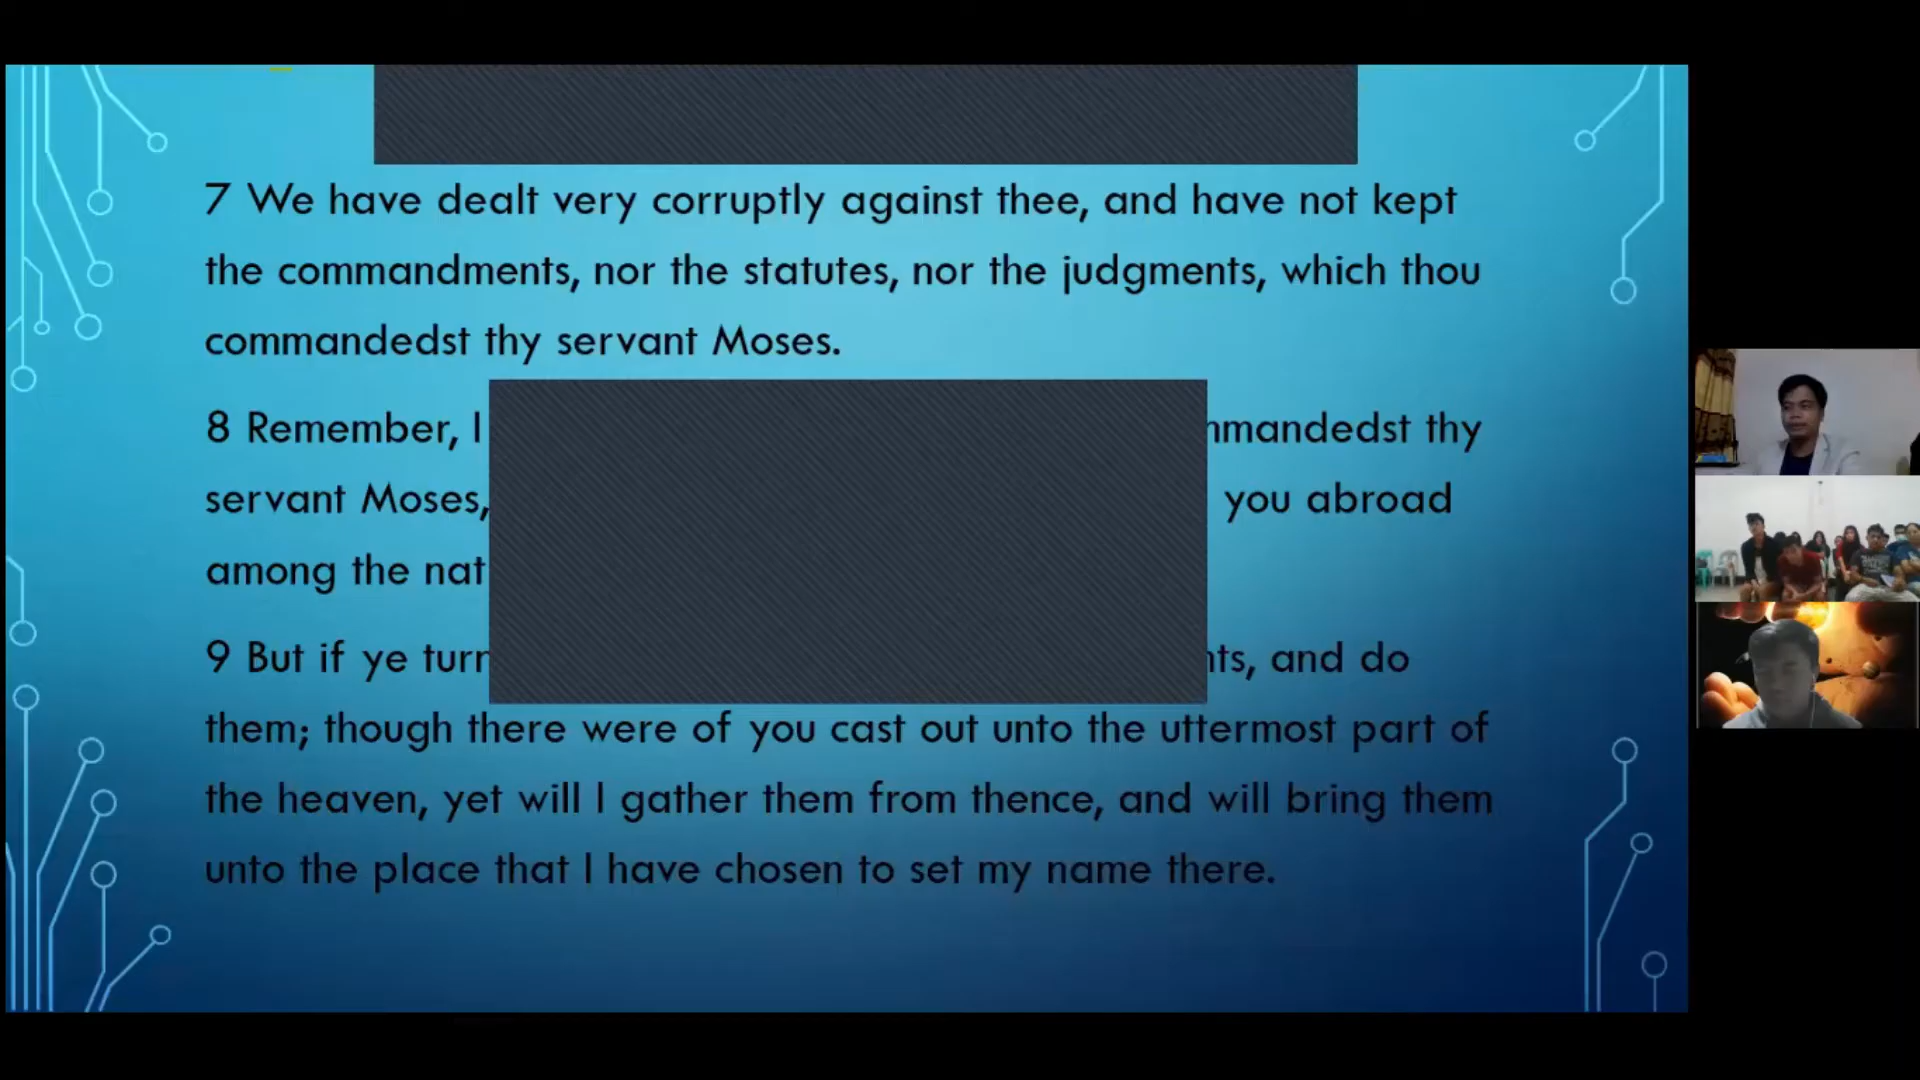 7 We have dealt very corruptly against thee, and have not kept
the commandments, nor the statutes, nor the judgments, which thou
commandedst thy servant Moses.
8 Remember, I mmandedst thy
servant Moses, you abroad
among the nat
9 But if ye turn nts, and do
them; though there were of you cast out unto the uttermost part of
the heaven, yet will I gather them from thence, and will bring them
unto the place that I have chosen to set my name there.